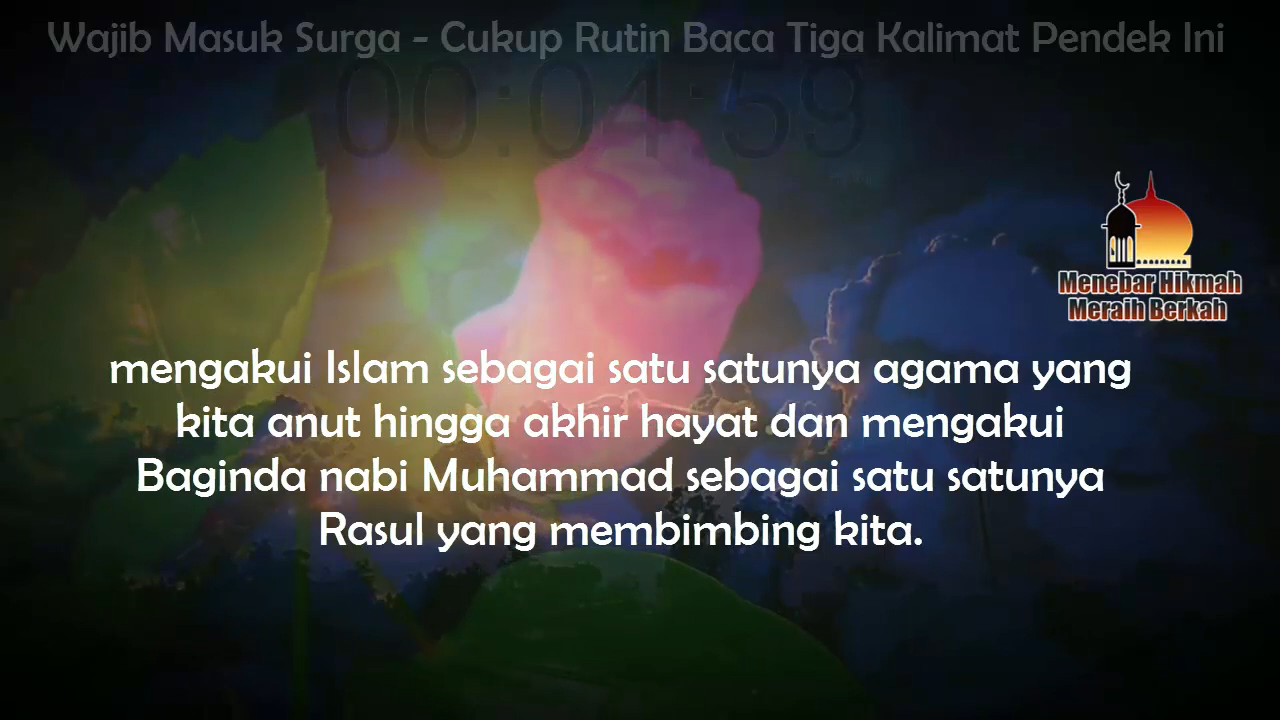 Wajib Masuk Surga - Cukup Rutin Baca Tiga Kalimat Pendek Ini
00:04:59
Menebar Hikmah
Meraih Berkah
mengakui Islam sebagai satu satunya agama yang
kita anut hingga akhir hayat dan mengakui
Baginda nabi Muhammad sebagai satu satunya
Rasul yang membimbing kita.